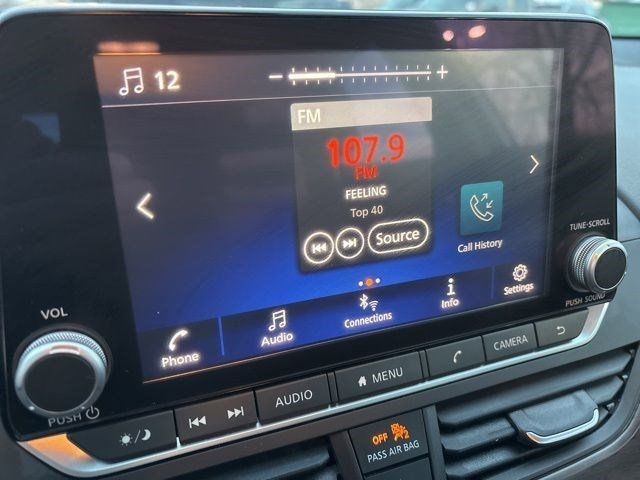 12
FM
107.9
FM
FEELING
Top 40
Source
Call History
Phone
Audio
Connections
Info
Settings
TUNE·SCROLL
PUSH SOUND
VOL
PUSH
AUDIO
MENU
CAMERA
OFF 2
PASS AIR BAG